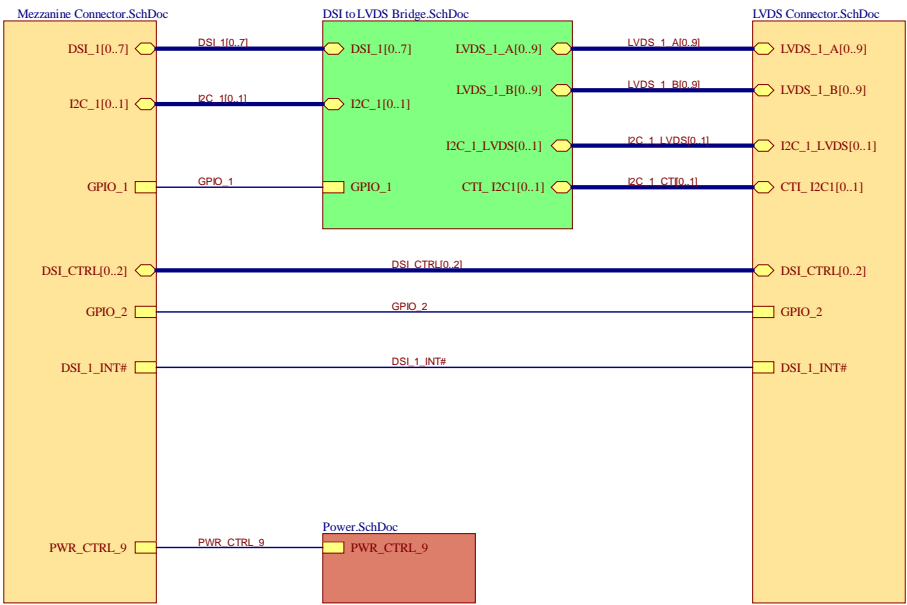 Mezzanine Connector.SchDoc
DSI to LVDS Bridge.SchDoc
LVDS Connector.SchDoc
DSI_1[0..7]
DSI_1[0..7]
DSI_1[0..7]
LVDS_1_A[0..9]
LVDS_1_A[0..9]
LVDS_1_A[0..9]
LVDS_1_B[0..9]
LVDS_1_B[0..9]
LVDS_1_B[0..9]
I2C_1[0..1]
I2C_1[0..1]
I2C_1[0..1]
I2C_1_LVDS[0..1]
I2C_1_LVDS[0..1]
I2C_1_LVDS[0..1]
GPIO_1
GPIO_1
GPIO_1
CTI_ I2C1[0..1]
I2C_1_CTI[0..1]
CTI_ I2C1[0..1]
DSI_CTRL[0..2]
DSI_CTRL[0..2]
DSI_CTRL[0..2]
GPIO_2
GPIO_2
GPIO_2
DSI_1_INT#
DSI_1_INT#
DSI_1_INT#
Power.SchDoc
PWR_CTRL_9
PWR_CTRL_9
PWR_CTRL_9